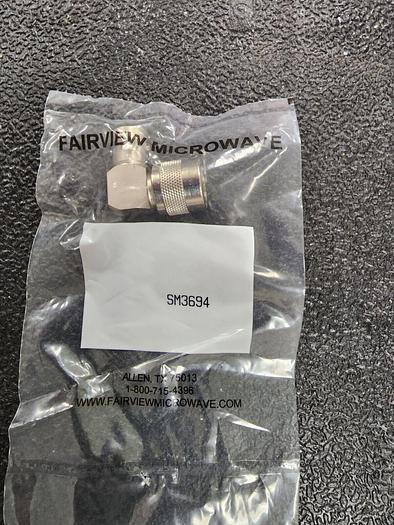 FAIRVIEW MICROWAVE
SM3694
ALLEN, TX 75013
1-800-715-4396
WWW.FAIRVIEWMICROWAVE.COM